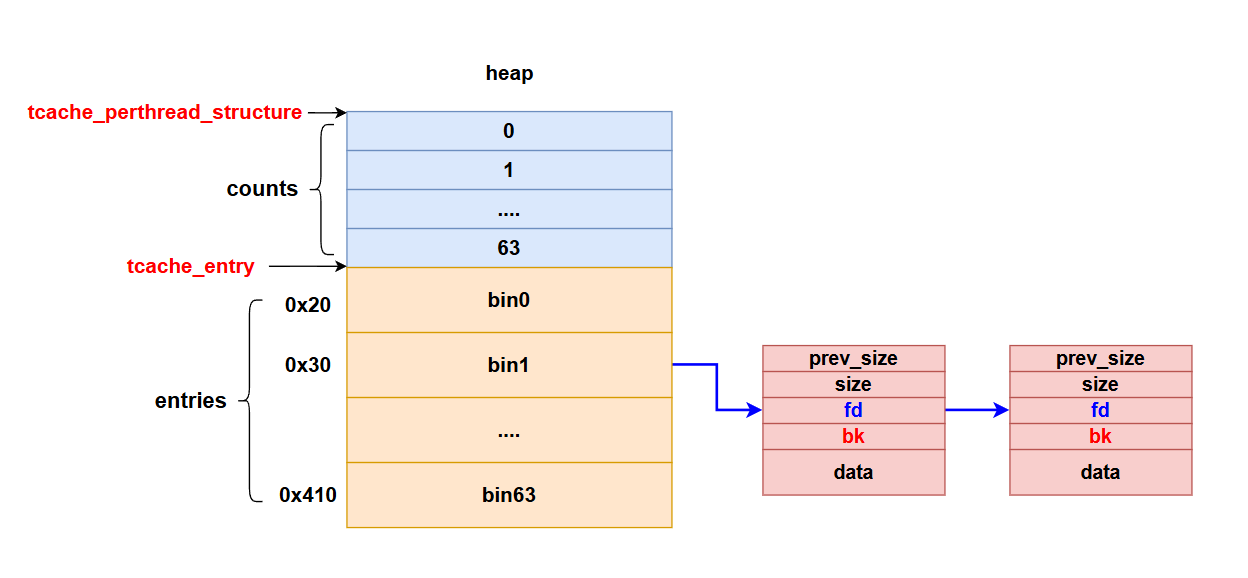 heap
tcache_perthread_structure
0
counts
1
....
63
tcache_entry
entries
0x20
bin0
0x30
bin1
....
0x410
bin63
prev_size
size
fd
bk
data
prev_size
size
fd
bk
data